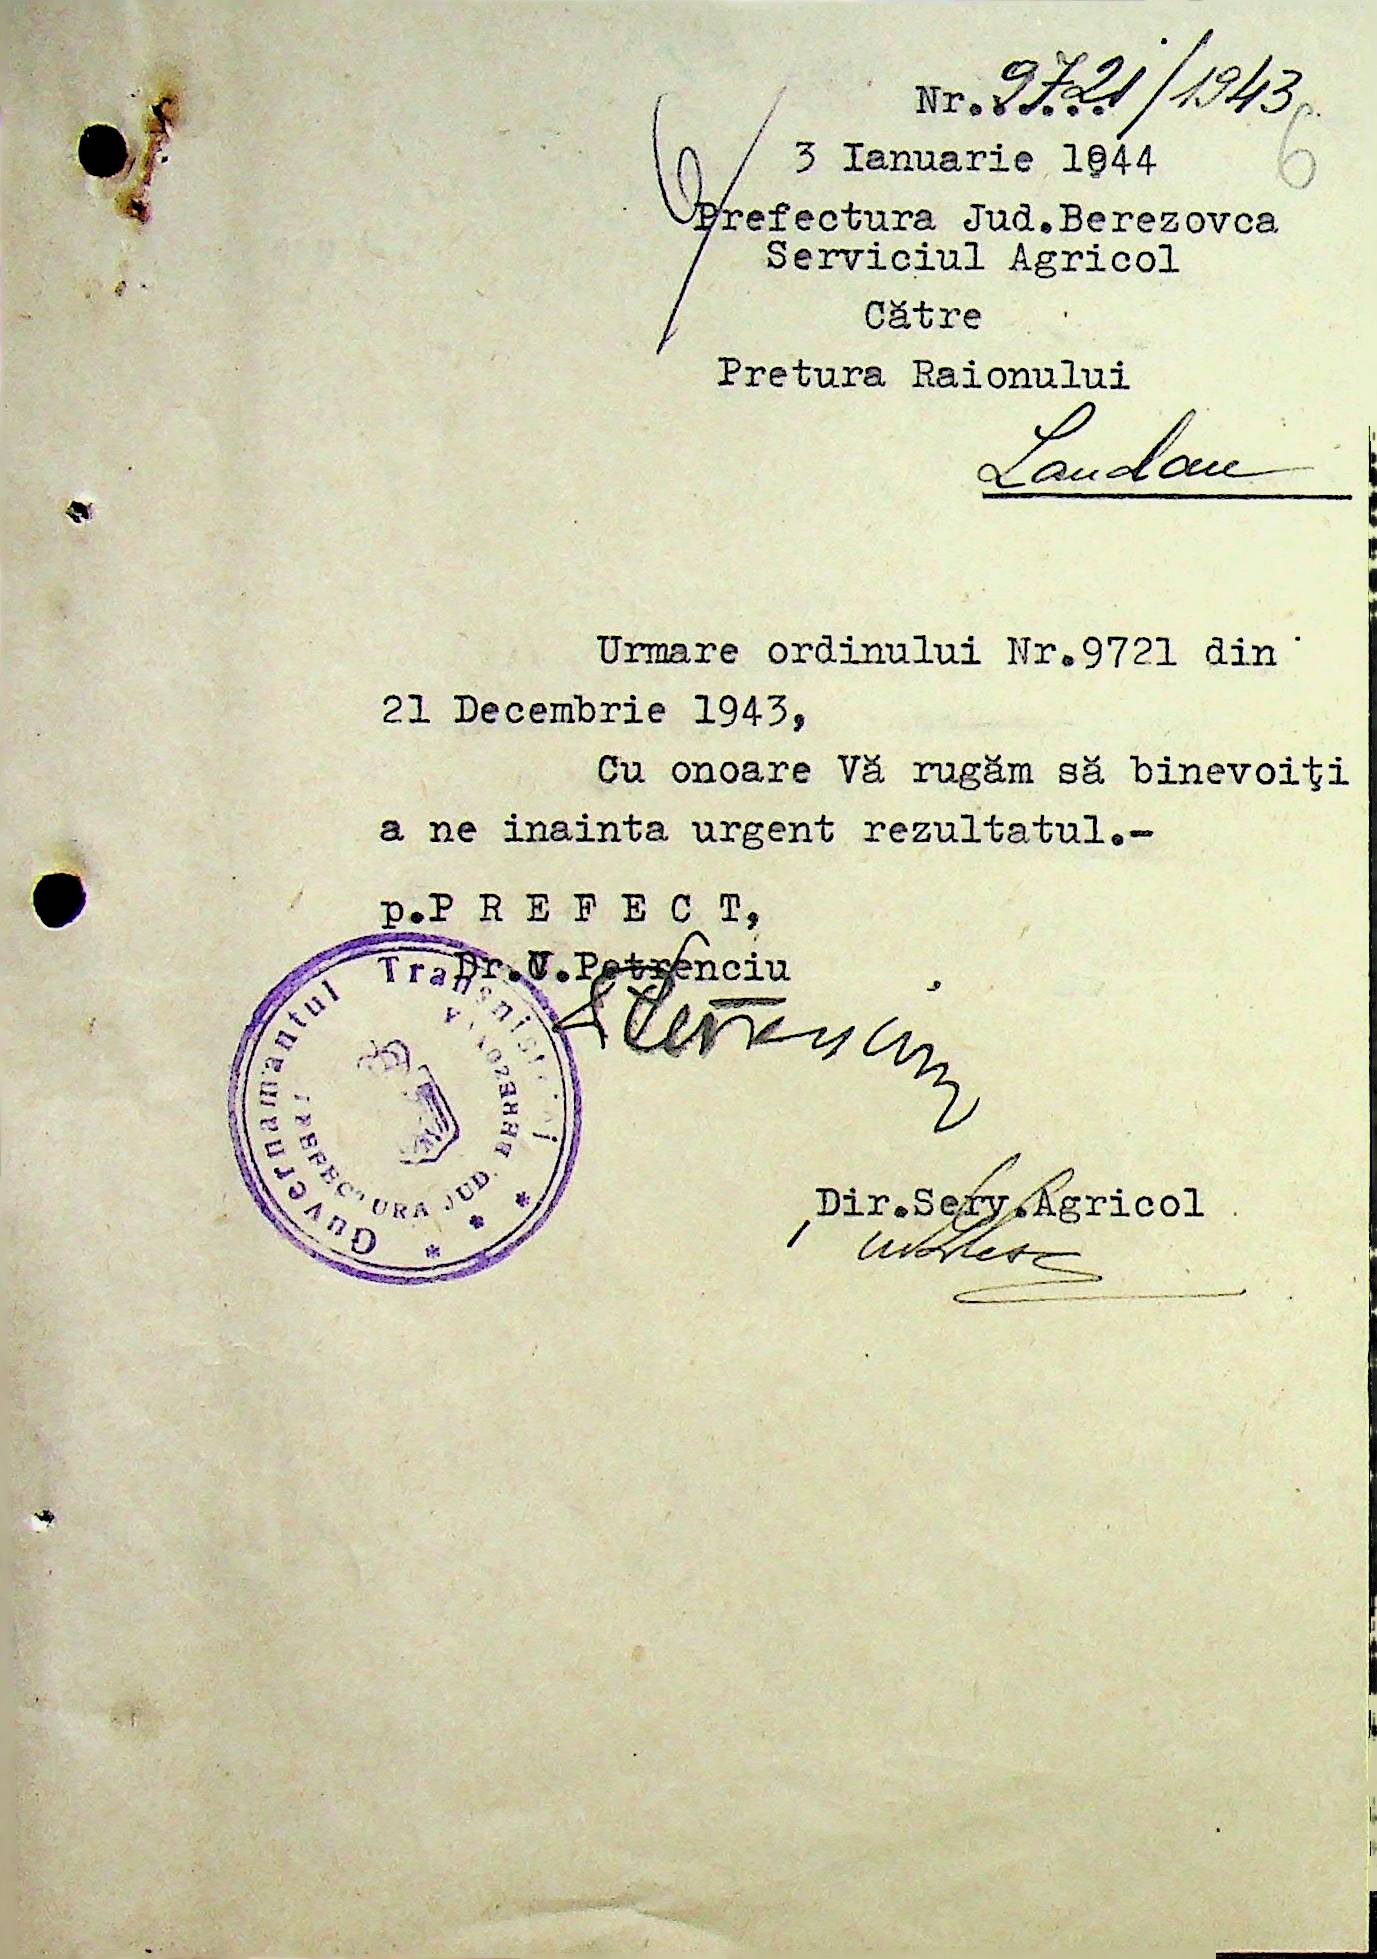 Nr. 9721/1943
6
3 Ianuarie 1944
Prefectura Jud.Berezovca
Serviciul Agricol
Către
Pretura Raionului
Landau
Urmare ordinului Nr.9721 din
21 Decembrie 1943,
Cu onoare Vă rugăm să binevoiţi
a ne inainta urgent rezultatul.-
p.P R E F E C T,
Dr.V.Petrenciu
Guvernamantul Transnistriei
PREFECTURA JUD. BEREZOVCA
Dir.Serv.Agricol